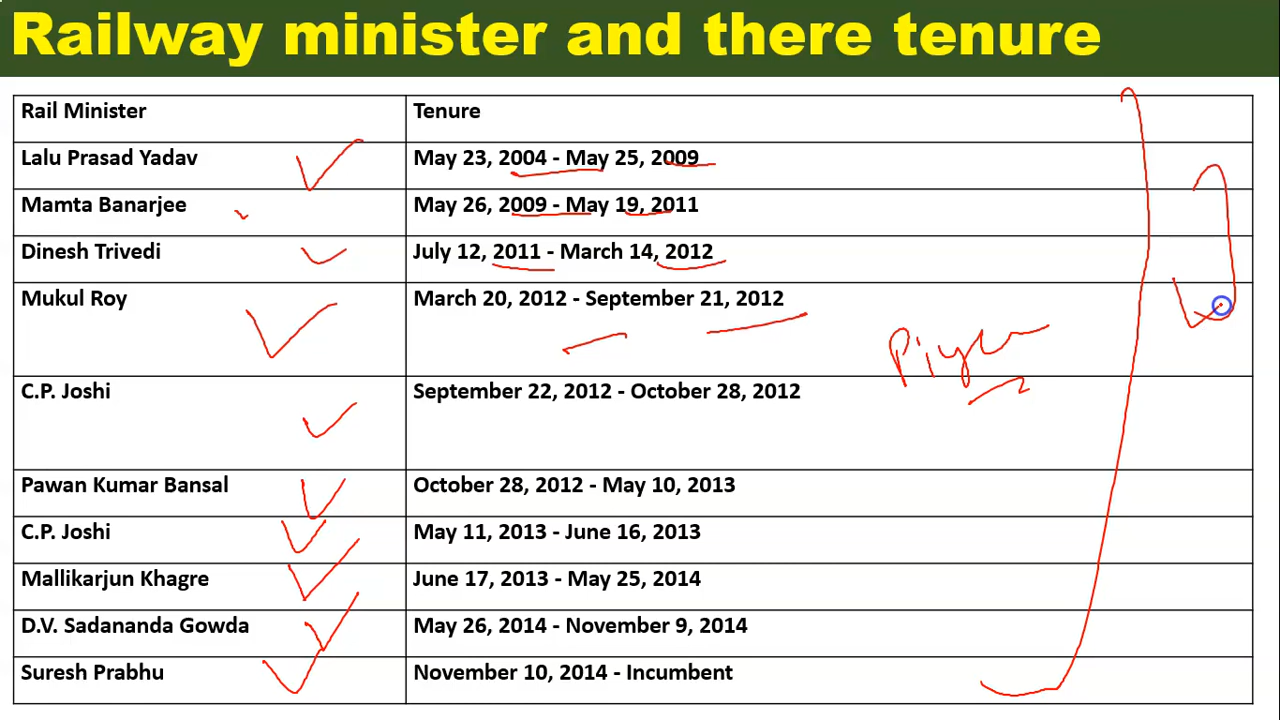 Railway minister and there tenure
Rail Minister Tenure
Lalu Prasad Yadav May 23, 2004 - May 25, 2009
Mamta Banarjee May 26, 2009 - May 19, 2011
Dinesh Trivedi July 12, 2011 - March 14, 2012
Mukul Roy March 20, 2012 - September 21, 2012
C.P. Joshi September 22, 2012 - October 28, 2012
Pawan Kumar Bansal October 28, 2012 - May 10, 2013
C.P. Joshi May 11, 2013 - June 16, 2013
Mallikarjun Khagre June 17, 2013 - May 25, 2014
D.V. Sadananda Gowda May 26, 2014 - November 9, 2014
Suresh Prabhu November 10, 2014 - Incumbent